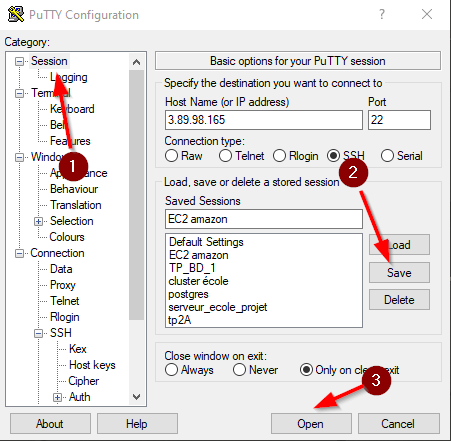 PuTTY Configuration
Category:
Session
Logging
Terminal
Keyboard
Bell
Features
Window
Appearance
Behaviour
Translation
Selection
Colours
Connection
Data
Proxy
Telnet
Rlogin
SSH
Kex
Host keys
Cipher
Auth
Basic options for your PuTTY session
Specify the destination you want to connect to
Host Name (or IP address) Port
3.89.98.165 22
Connection type:
Raw Telnet Rlogin SSH Serial
Load, save or delete a stored session
Saved Sessions
EC2 amazon
Default Settings
EC2 amazon
TP_BD_1
cluster école
postgres
serveur_ecole_projet
tp2A
Load
Save
Delete
Close window on exit:
Always Never Only on clean exit
About Help Open Cancel
1
2
3